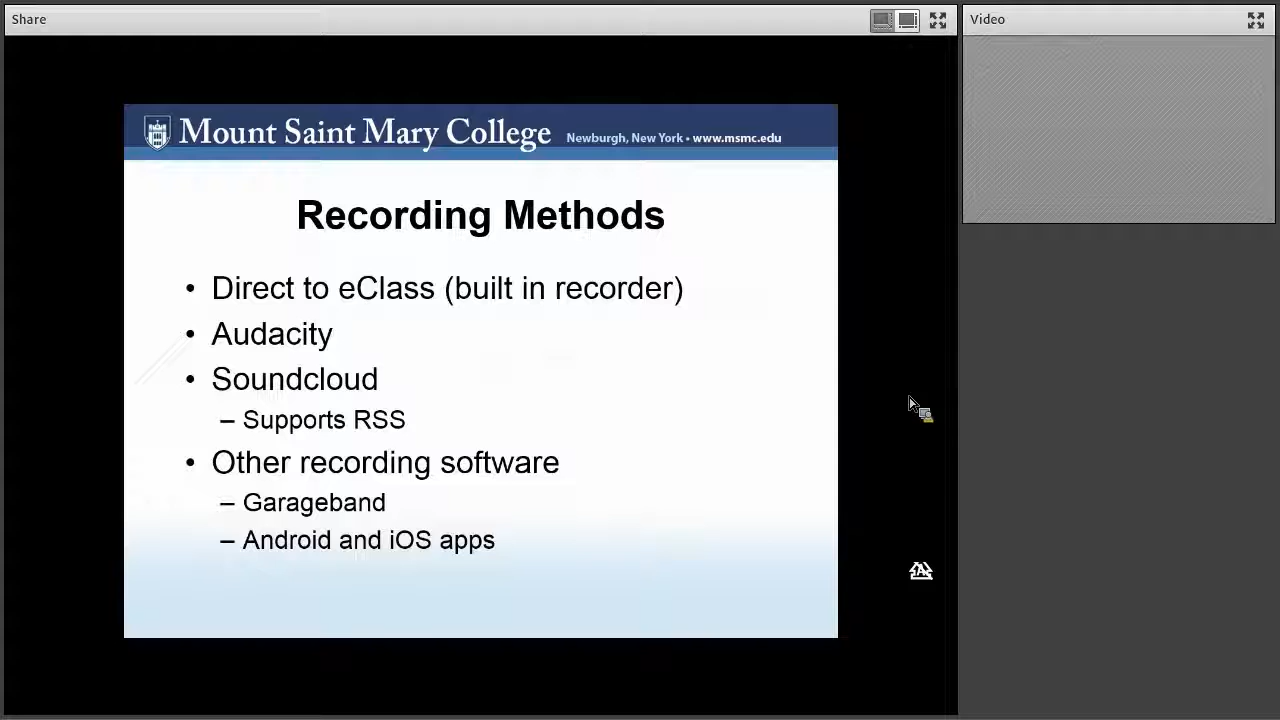 Share
Video
Mount Saint Mary College Newburgh, New York • www.msmc.edu
Recording Methods
• Direct to eClass (built in recorder)
• Audacity
• Soundcloud
– Supports RSS
• Other recording software
– Garageband
– Android and iOS apps